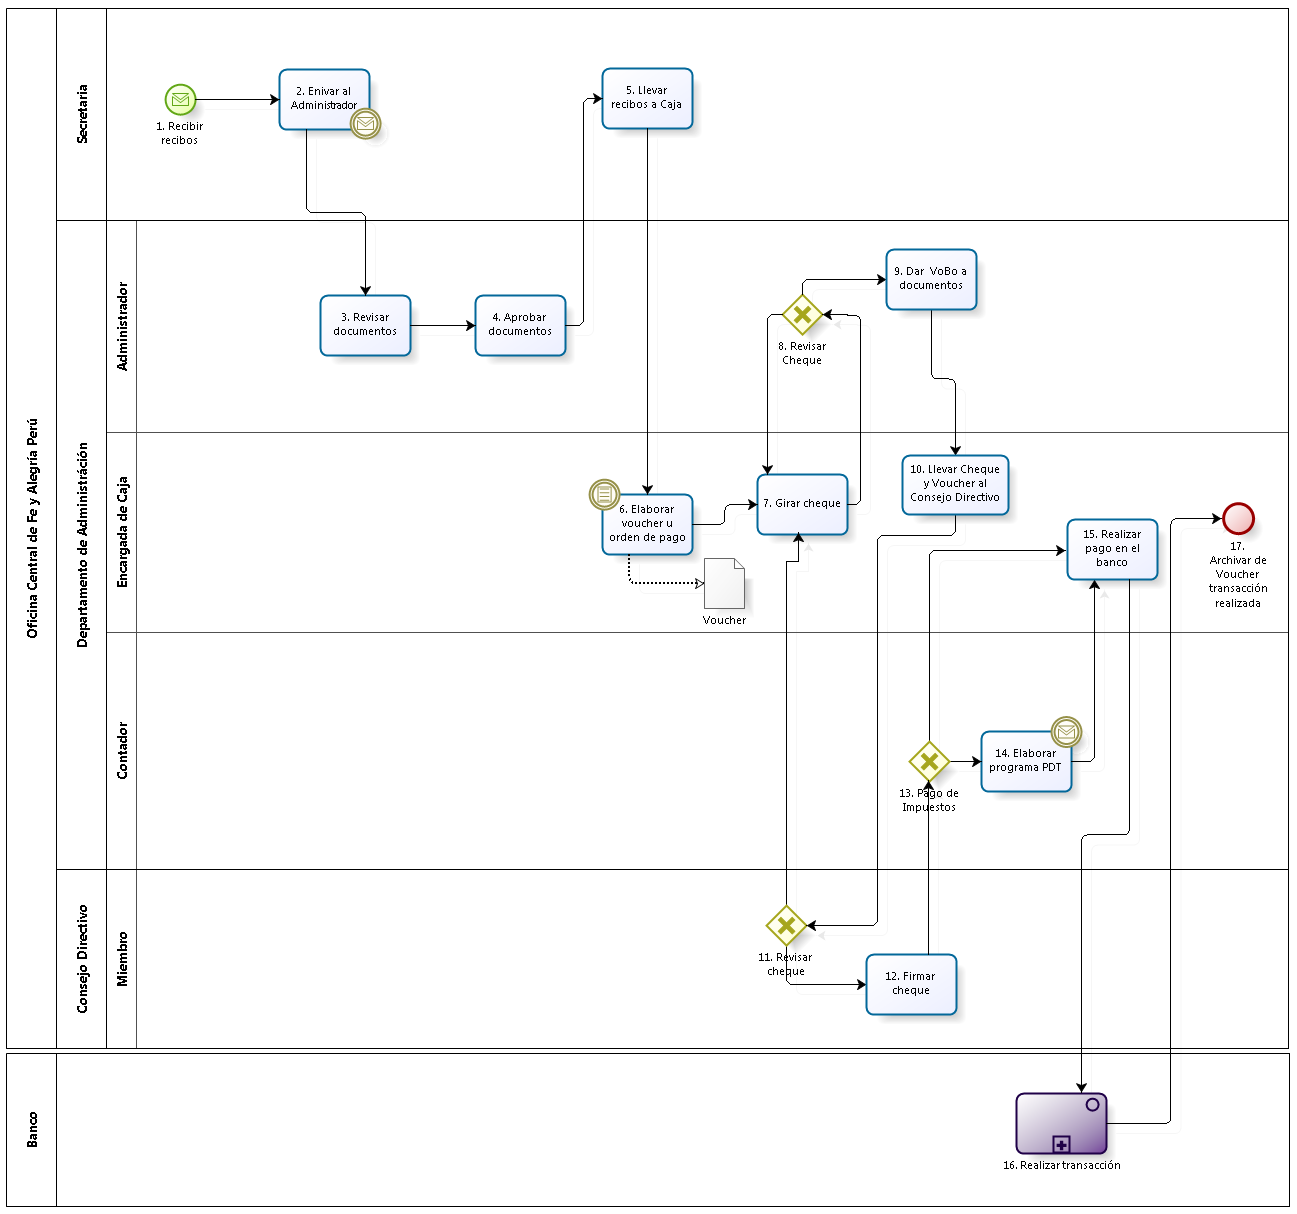 Oficina Central de Fe y Alegría Perú
Secretaria
1. Recibir
recibos
2. Enivar al
Administrador
5. Llevar
recibos a Caja
Departamento de Administráción
Administrador
3. Revisar
documentos
4. Aprobar
documentos
8. Revisar
Cheque
9. Dar VoBo a
documentos
Encargada de Caja
6. Elaborar
voucher u
orden de pago
Voucher
7. Girar cheque
10. Llevar Cheque
y Voucher al
Consejo Directivo
15. Realizar
pago en el
banco
17.
Archivar de
Voucher
transacción
realizada
Contador
13. Pago de
Impuestos
14. Elaborar
programa PDT
Consejo Directivo
Miembro
11. Revisar
cheque
12. Firmar
cheque
Banco
16. Realizar transacción